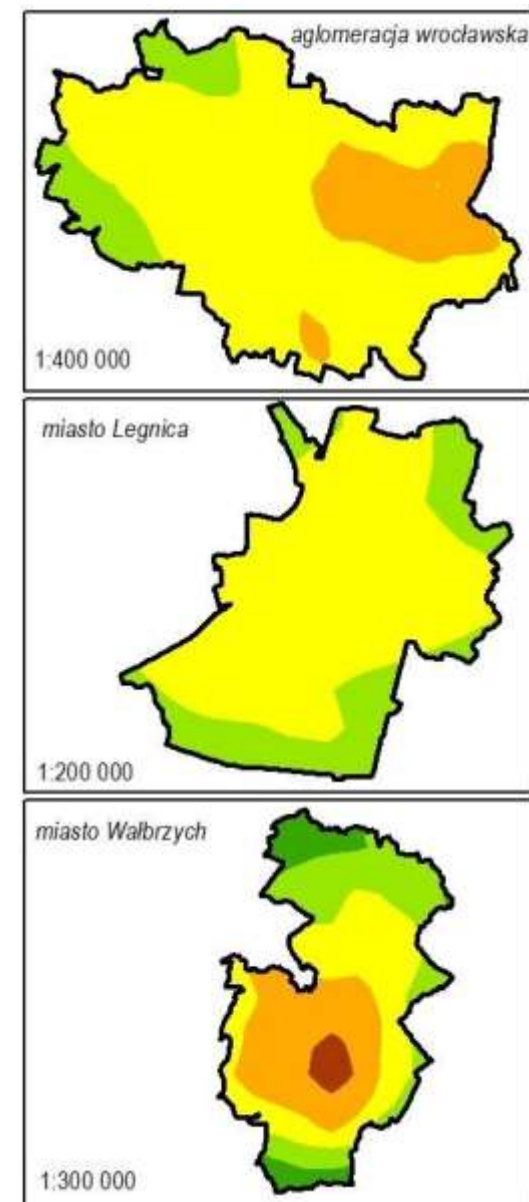 aglomeracja wrocławska
1:400 000
miasto Legnica
1:200 000
miasto Wałbrzych
1:300 000